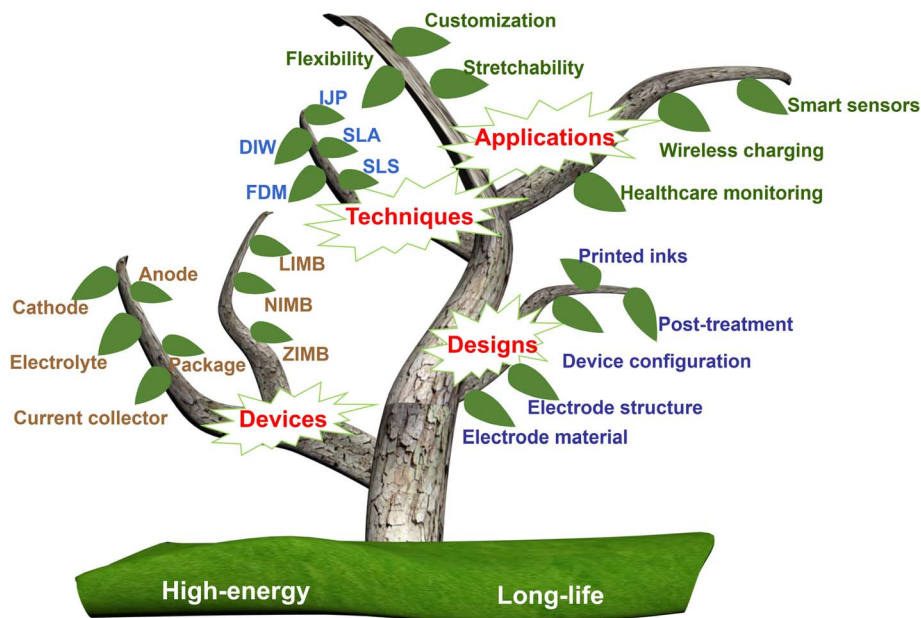 Customization
Flexibility
Stretchability
Smart sensors
Applications
Wireless charging
Healthcare monitoring
IJP
DIW
SLA
SLS
FDM
Techniques
LIMB
NIMB
ZIMB
Anode
Cathode
Electrolyte
Package
Current collector
Devices
Printed inks
Post-treatment
Designs
Device configuration
Electrode structure
Electrode material
High-energy
Long-life